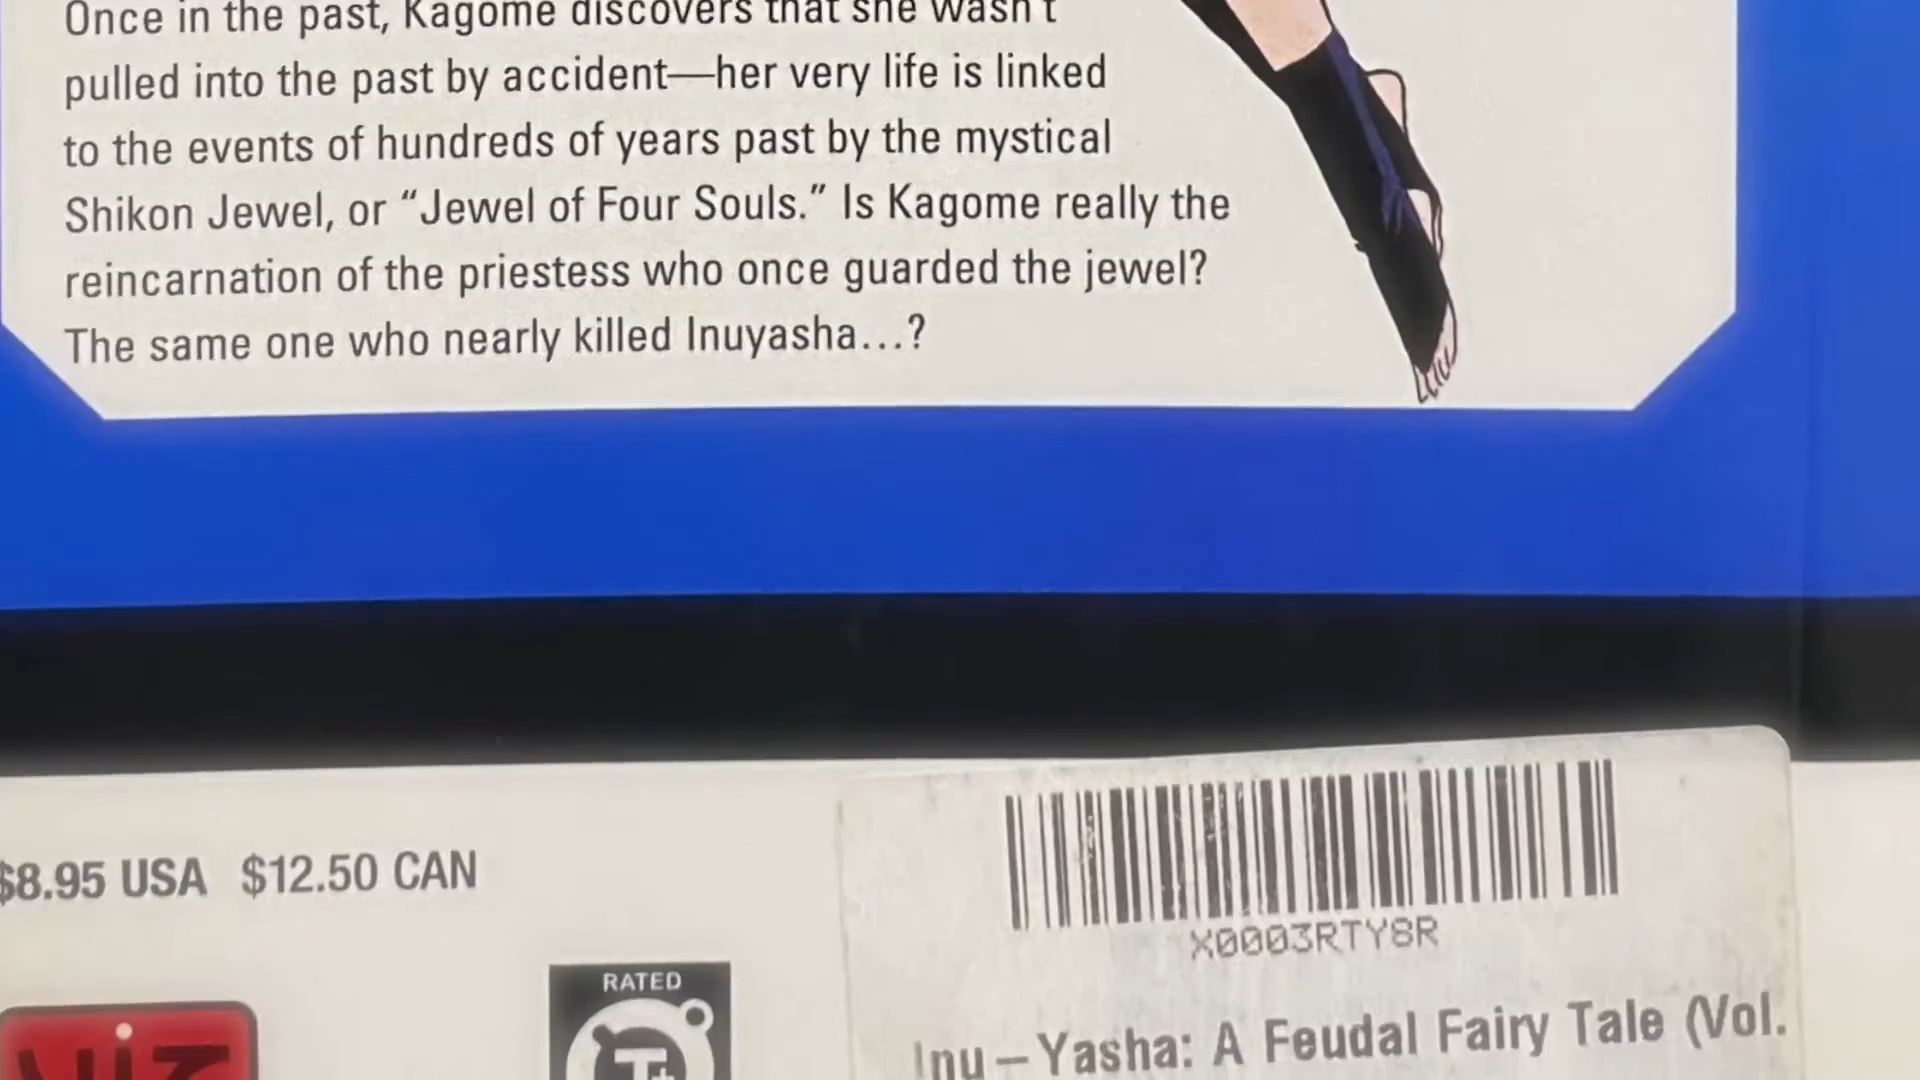 Once in the past, Kagome discovers that she wasn't
pulled into the past by accident—her very life is linked
to the events of hundreds of years past by the mystical
Shikon Jewel, or “Jewel of Four Souls.” Is Kagome really the
reincarnation of the priestess who once guarded the jewel?
The same one who nearly killed Inuyasha...?
$8.95 USA $12.50 CAN
X0003RTY8R
RATED
T+
viz
Inu – Yasha: A Feudal Fairy Tale (Vol.